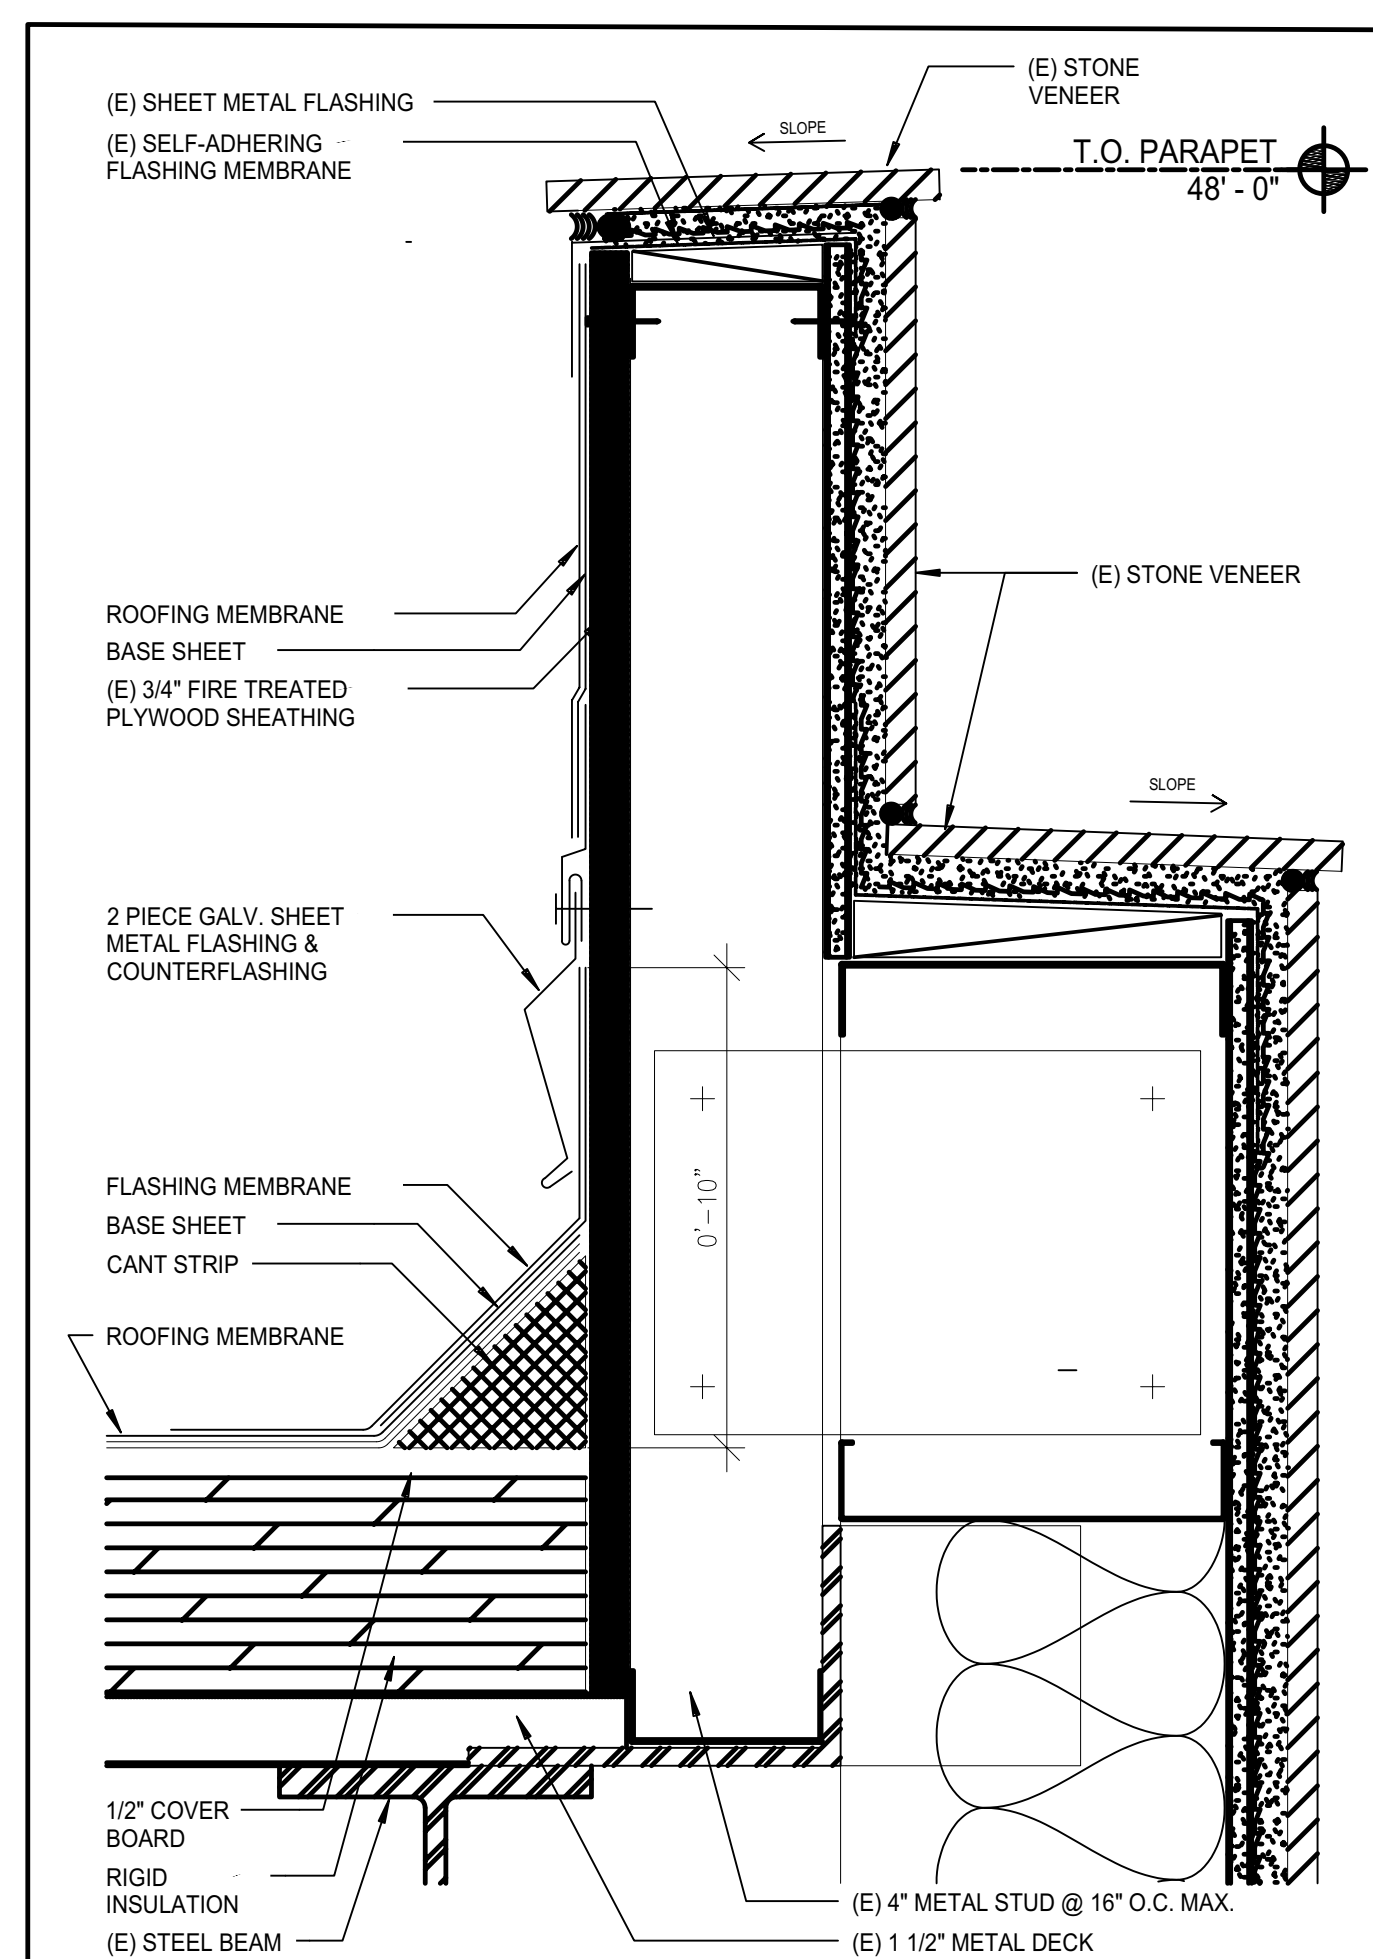 (E) SHEET METAL FLASHING
(E) SELF-ADHERING
FLASHING MEMBRANE
SLOPE
(E) STONE
VENEER
T.O. PARAPET
48' - 0"
ROOFING MEMBRANE
BASE SHEET
(E) 3/4" FIRE TREATED
PLYWOOD SHEATHING
(E) STONE VENEER
SLOPE
2 PIECE GALV. SHEET
METAL FLASHING &
COUNTERFLASHING
0'-10"
FLASHING MEMBRANE
BASE SHEET
CANT STRIP
ROOFING MEMBRANE
1/2" COVER
BOARD
RIGID
INSULATION
(E) STEEL BEAM
(E) 4" METAL STUD @ 16" O.C. MAX.
(E) 1 1/2" METAL DECK